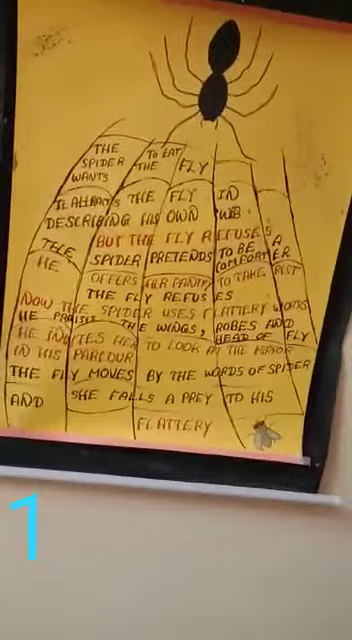 THE
SPIDER TO EAT
WANTS THE FLY
THE FLY IN
DESCRIBING HIS OWN WEB.
BUT THE FLY REFUSES
SPIDER PRETENDS TO BE A
HE COMFORTER
OFFERS HER PANTRY TO TAKE REST
THE FLY REFUSES
NOW THE SPIDER USES FLATTERY WORDS
HE PRAISES THE WINGS, ROBES AND
HEAD OF FLY
HE INVITES HER TO LOOK AT THE MIRROR
IN HIS PARLOUR
THE FLY MOVES BY THE WORDS OF SPIDER
AND SHE FALLS A PREY TO HIS
FLATTERY
1